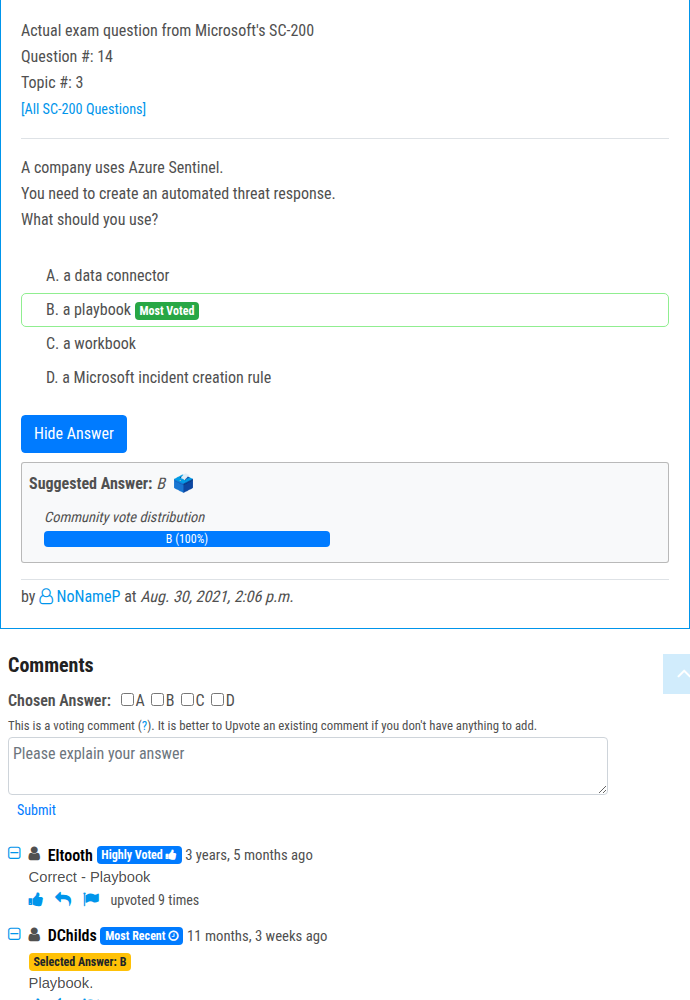 Actual exam question from Microsoft's SC-200
Question #: 14
Topic #: 3
[All SC-200 Questions]
A company uses Azure Sentinel.
You need to create an automated threat response.
What should you use?
A. a data connector
B. a playbook Most Voted
C. a workbook
D. a Microsoft incident creation rule
Hide Answer
Suggested Answer: B
Community vote distribution
B (100%)
by NoNameP at Aug. 30, 2021, 2:06 p.m.
Comments
Chosen Answer: A B C D
This is a voting comment (?). It is better to Upvote an existing comment if you don't have anything to add.
Please explain your answer
Submit
Eltooth Highly Voted 3 years, 5 months ago
Correct - Playbook
upvoted 9 times
DChilds Most Recent 11 months, 3 weeks ago
Selected Answer: B
Playbook.